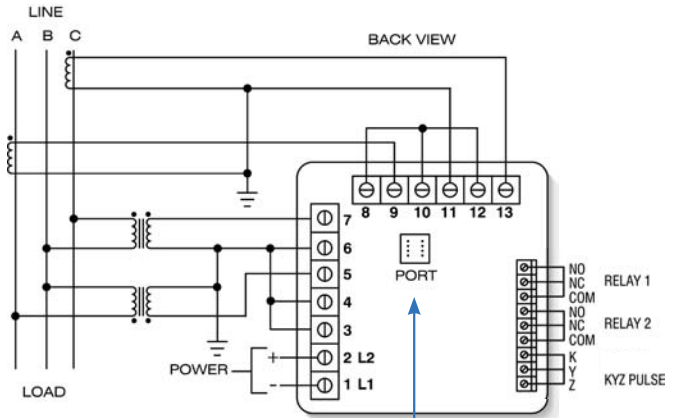 LINE
A B C
BACK VIEW
8 9 10 11 12 13
7
6
5
4
3
2 L2
1 L1
PORT
POWER
+
-
LOAD
NO
NC
COM
RELAY 1
NO
NC
COM
RELAY 2
K
Y
Z
KYZ PULSE